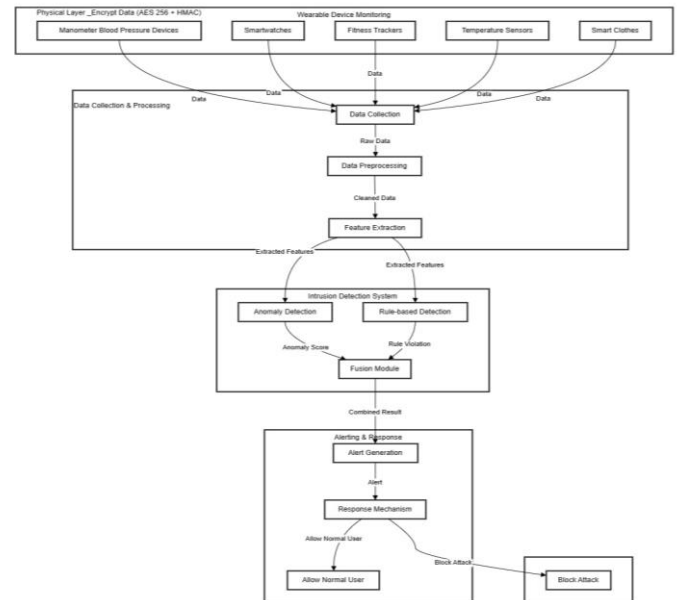 Physical Layer _Encrypt Data (AES 256 + HMAC)
Wearable Device Monitoring
Manometer Blood Pressure Devices
Smartwatches
Fitness Trackers
Temperature Sensors
Smart Clothes
Data
Data
Data
Data
Data
Data Collection & Processing
Data Collection
Raw Data
Data Preprocessing
Cleaned Data
Feature Extraction
Extracted Features
Extracted Features
Intrusion Detection System
Anomaly Detection
Rule-based Detection
Anomaly Score
Rule Violation
Fusion Module
Combined Result
Alerting & Response
Alert Generation
Alert
Response Mechanism
Allow Normal User
Block Attack
Allow Normal User
Block Attack